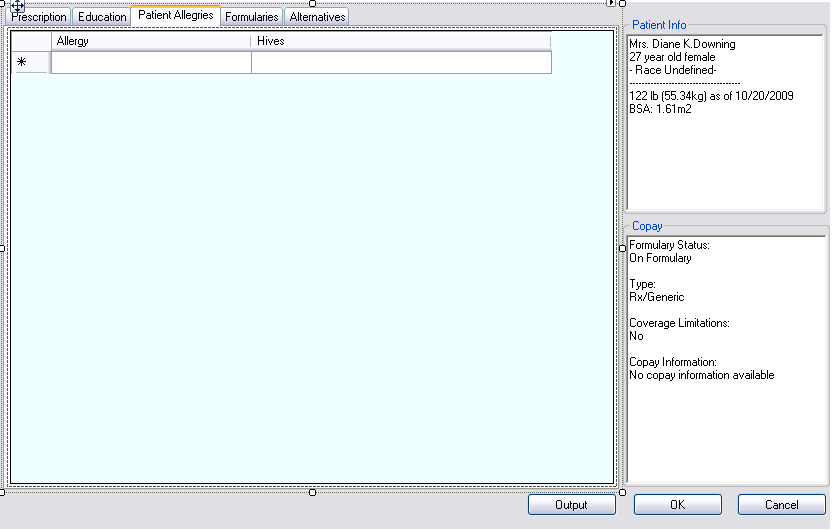 Prescription Education Patient Allegries Formularies Alternatives
Allergy Hives
*
Patient Info
Mrs. Diane K.Downing
27 year old female
- Race Undefined-
------------------------------------
122 lb (55.34kg) as of 10/20/2009
BSA: 1.61m2
Copay
Formulary Status:
On Formulary
Type:
Rx/Generic
Coverage Limitations:
No
Copay Information:
No copay information available
Output OK Cancel